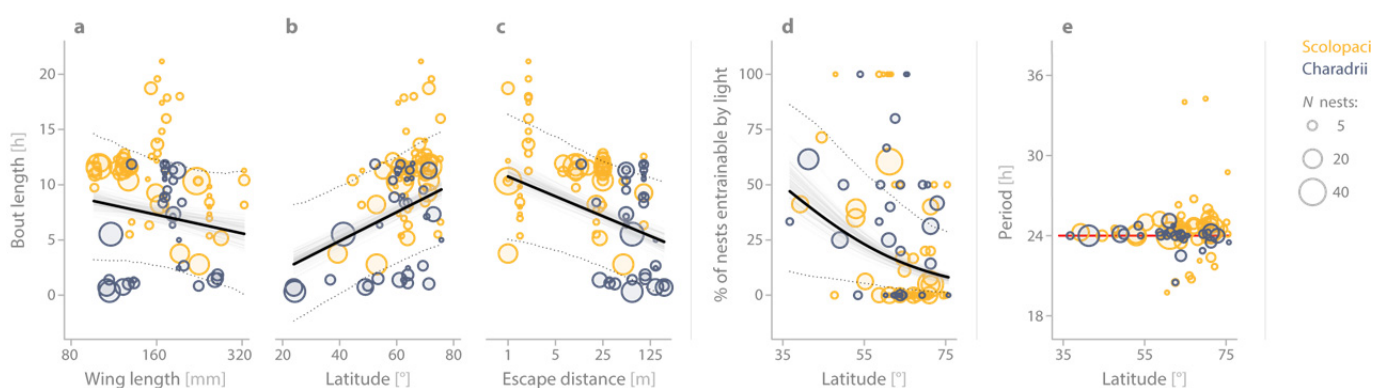 a b c d e
Bout length [h]
20
15
10
5
0
80 160 320
Wing length [mm]
20 40 60 80
Latitude [°]
1 5 25 125
Escape distance [m]
% of nests entrainable by light
100
75
50
25
0
35 55 75
Latitude [°]
Period [h]
36
30
24
18
35 55 75
Latitude [°]
Scolopaci
Charadrii
N nests:
5
20
40